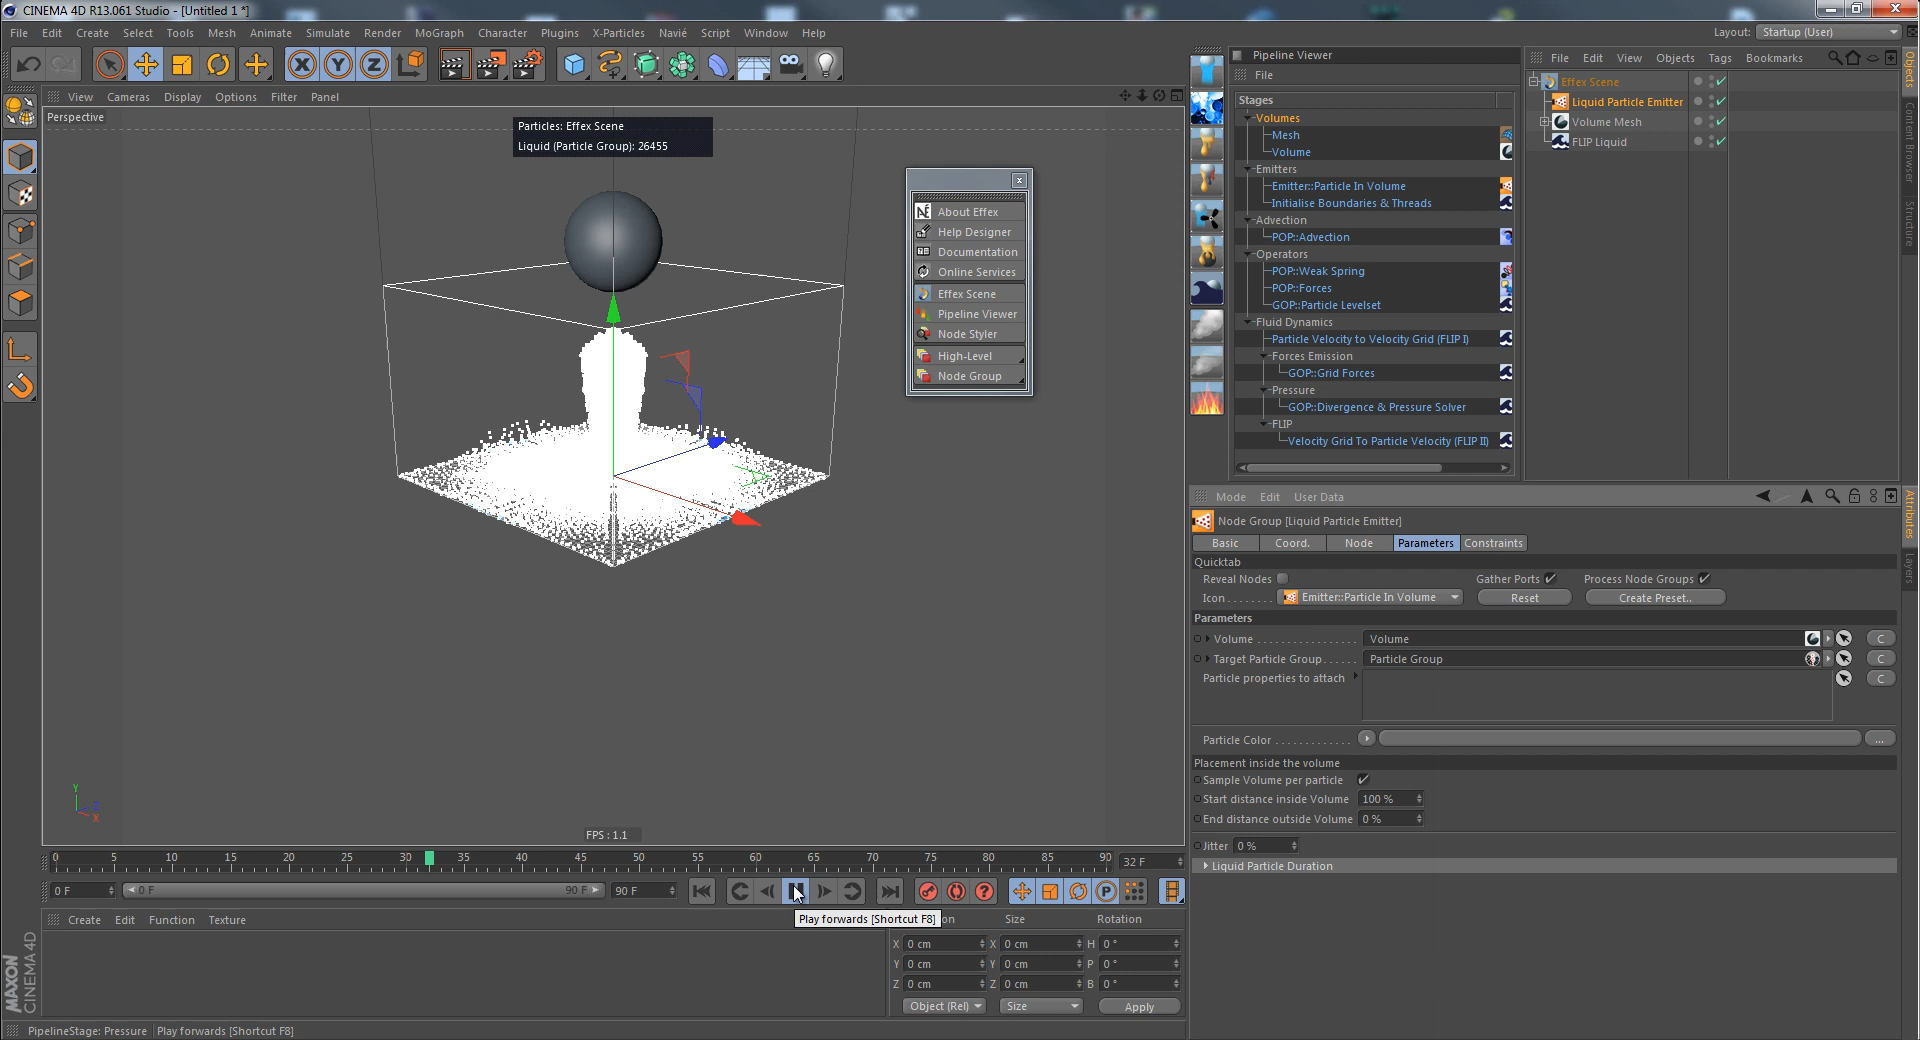 CINEMA 4D R13.061 Studio - [Untitled 1 *]
File Edit Create Select Tools Mesh Animate Simulate Render MoGraph Character Plugins X-Particles Navié Script Window Help
Layout: Startup (User)
View Cameras Display Options Filter Panel
Perspective
Particles: Effex Scene
Liquid (Particle Group): 26455
About Effex
Help Designer
Documentation
Online Services
Effex Scene
Pipeline Viewer
Node Styler
High-Level
Node Group
Y
Z
X
FPS : 1.1
Pipeline Viewer
File
Stages
Volumes
Mesh
Volume
Emitters
Emitter::Particle In Volume
Initialise Boundaries & Threads
Advection
POP::Advection
Operators
POP::Weak Spring
POP::Forces
GOP::Particle Levelset
Fluid Dynamics
Particle Velocity to Velocity Grid (FLIP I)
Forces Emission
GOP::Grid Forces
Pressure
GOP::Divergence & Pressure Solver
FLIP
Velocity Grid To Particle Velocity (FLIP II)
File Edit View Objects Tags Bookmarks
Effex Scene
Liquid Particle Emitter
Volume Mesh
FLIP Liquid
Objects
Content Browser
Structure
Mode Edit User Data
Node Group [Liquid Particle Emitter]
Basic Coord. Node Parameters Constraints
Quicktab
Reveal Nodes Gather Ports Process Node Groups
Icon Emitter::Particle In Volume Reset Create Preset..
Parameters
Volume Volume C
Target Particle Group Particle Group C
Particle properties to attach C
Particle Color ...
Placement inside the volume
Sample Volume per particle
Start distance inside Volume 100 %
End distance outside Volume 0 %
Jitter 0 %
Liquid Particle Duration
Attributes
Layers
0 5 10 15 20 25 30 35 40 45 50 55 60 65 70 75 80 85 90 32 F
0 F 0 F 90 F 90 F
Play forwards [Shortcut F8]
Create Edit Function Texture
on Size Rotation
X 0 cm X 0 cm H 0 °
Y 0 cm Y 0 cm P 0 °
Z 0 cm Z 0 cm B 0 °
Object (Rel) Size Apply
MAXON
CINEMA 4D
PipelineStage: Pressure Play forwards [Shortcut F8]